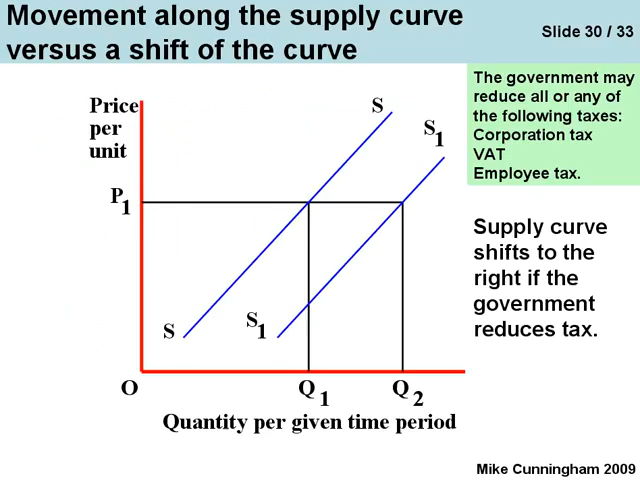 Movement along the supply curve
versus a shift of the curve
Slide 30 / 33
The government may
reduce all or any of
the following taxes:
Corporation tax
VAT
Employee tax.
Price
per
unit
S
S1
P1
Supply curve
shifts to the
right if the
government
reduces tax.
S
S1
O
Q1
Q2
Quantity per given time period
Mike Cunningham 2009